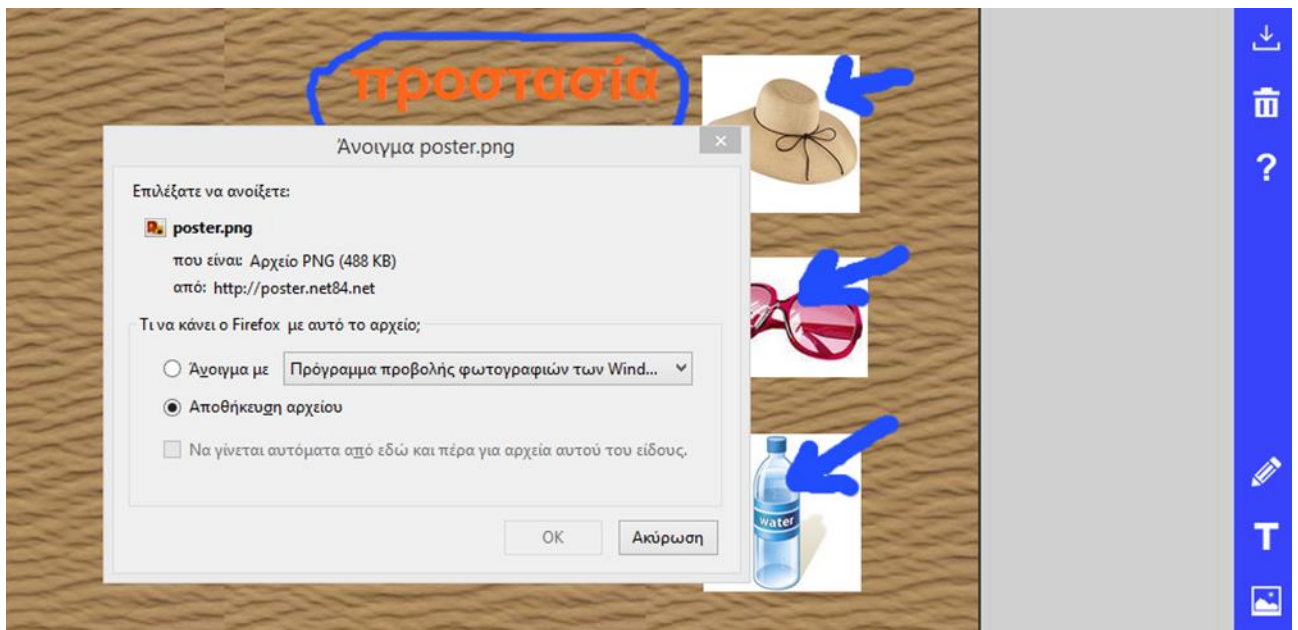 προστασία
Άνοιγμα poster.png
Επιλέξατε να ανοίξετε:
poster.png
που είναι: Αρχείο PNG (488 KB)
από: http://poster.net84.net
Τι να κάνει ο Firefox με αυτό το αρχείο;
Άνοιγμα με Πρόγραμμα προβολής φωτογραφιών των Wind...
Αποθήκευση αρχείου
Να γίνεται αυτόματα από εδώ και πέρα για αρχεία αυτού του είδους.
OK Ακύρωση
water
?
T